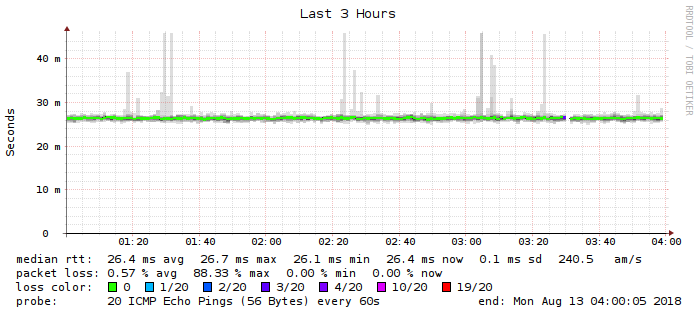 Last 3 Hours
RRDTOOL / TOBI OETIKER
Seconds
40 m
30 m
20 m
10 m
0
01:20 01:40 02:00 02:20 02:40 03:00 03:20 03:40 04:00
median rtt: 26.4 ms avg 26.7 ms max 26.1 ms min 26.4 ms now 0.1 ms sd 240.5 am/s
packet loss: 0.57 % avg 88.33 % max 0.00 % min 0.00 % now
loss color: 0 1/20 2/20 3/20 4/20 10/20 19/20
probe: 20 ICMP Echo Pings (56 Bytes) every 60s end: Mon Aug 13 04:00:05 2018